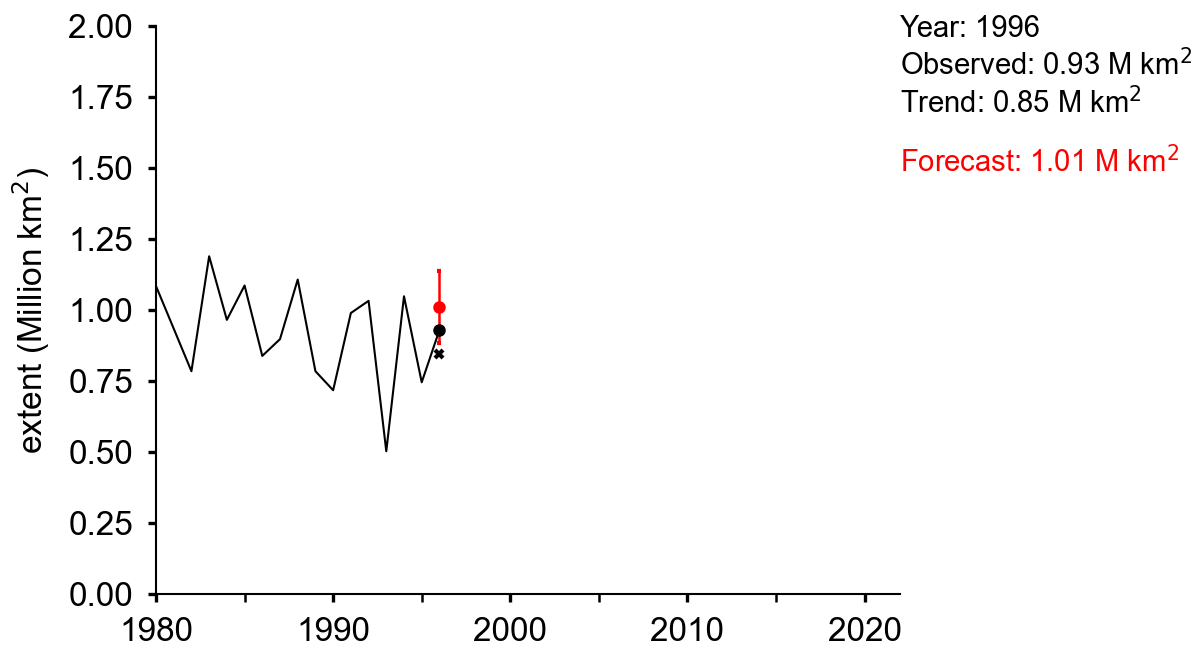 Year: 1996
Observed: 0.93 M km²
Trend: 0.85 M km²
Forecast: 1.01 M km²
extent (Million km²)
2.00
1.75
1.50
1.25
1.00
0.75
0.50
0.25
0.00
1980 1990 2000 2010 2020